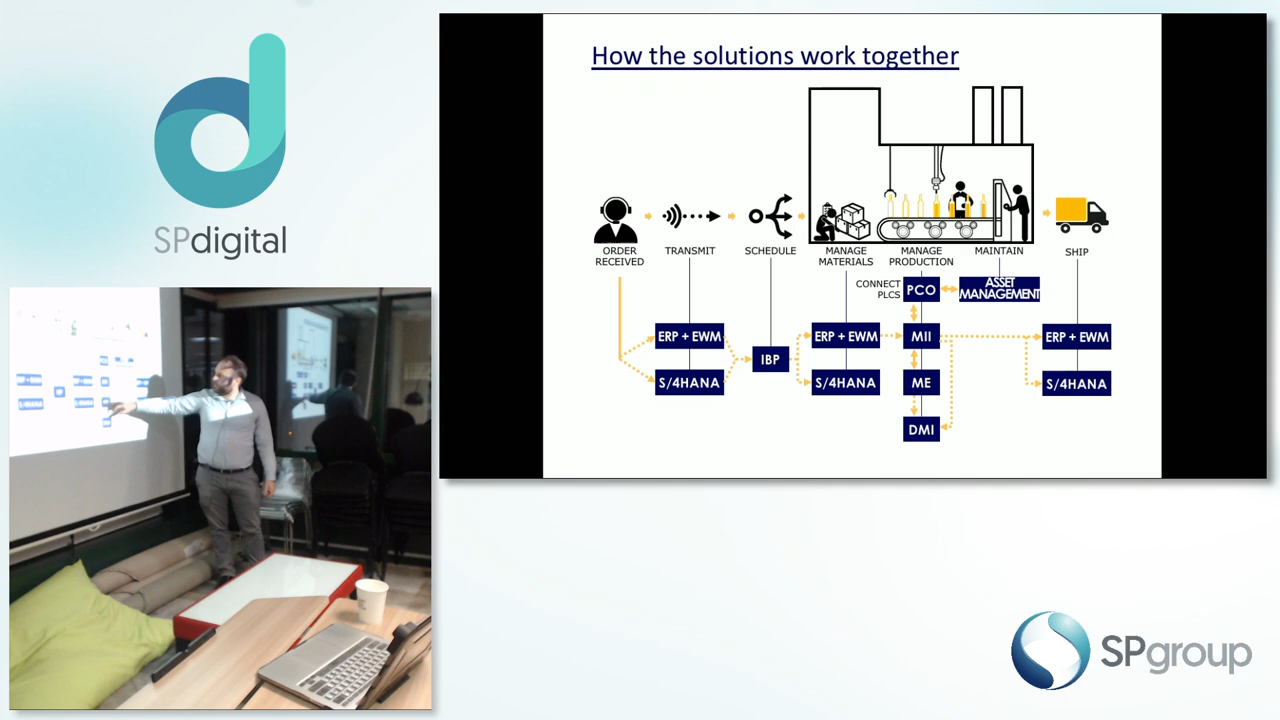 SPdigital
How the solutions work together
ORDER
RECEIVED
TRANSMIT
SCHEDULE
MANAGE
MATERIALS
MANAGE
PRODUCTION
MAINTAIN
SHIP
CONNECT
PLCS
PCO
ASSET
MANAGEMENT
ERP + EWM
S/4HANA
IBP
ERP + EWM
S/4HANA
MII
ME
DMI
ERP + EWM
S/4HANA
SPgroup